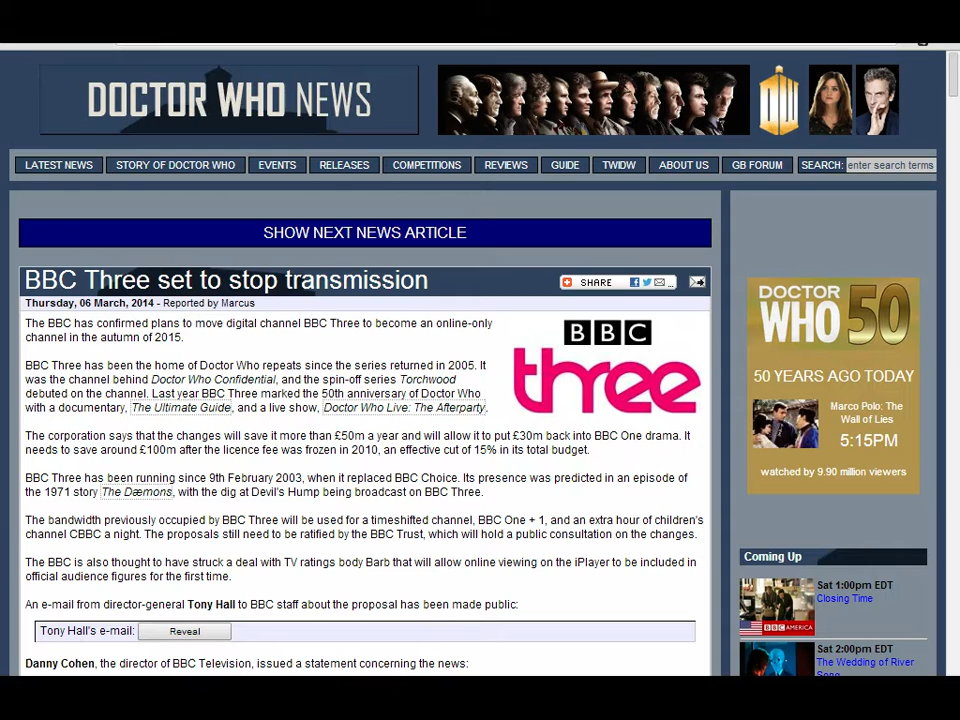 DOCTOR WHO NEWS
LATEST NEWS
STORY OF DOCTOR WHO
EVENTS
RELEASES
COMPETITIONS
REVIEWS
GUIDE
TWIDW
ABOUT US
GB FORUM
SEARCH: enter search terms
SHOW NEXT NEWS ARTICLE
BBC Three set to stop transmission
SHARE
Thursday, 06 March, 2014 - Reported by Marcus
The BBC has confirmed plans to move digital channel BBC Three to become an online-only
channel in the autumn of 2015.
BBC three
BBC Three has been the home of Doctor Who repeats since the series returned in 2005. It
was the channel behind Doctor Who Confidential, and the spin-off series Torchwood
debuted on the channel. Last year BBC Three marked the 50th anniversary of Doctor Who
with a documentary, The Ultimate Guide, and a live show, Doctor Who Live: The Afterparty.
The corporation says that the changes will save it more than £50m a year and will allow it to put £30m back into BBC One drama. It
needs to save around £100m after the licence fee was frozen in 2010, an effective cut of 15% in its total budget.
BBC Three has been running since 9th February 2003, when it replaced BBC Choice. Its presence was predicted in an episode of
the 1971 story The Dæmons, with the dig at Devil's Hump being broadcast on BBC Three.
The bandwidth previously occupied by BBC Three will be used for a timeshifted channel, BBC One + 1, and an extra hour of children's
channel CBBC a night. The proposals still need to be ratified by the BBC Trust, which will hold a public consultation on the changes.
The BBC is also thought to have struck a deal with TV ratings body Barb that will allow online viewing on the iPlayer to be included in
official audience figures for the first time.
An e-mail from director-general Tony Hall to BBC staff about the proposal has been made public:
Tony Hall's e-mail: Reveal
Danny Cohen, the director of BBC Television, issued a statement concerning the news:
DOCTOR
WHO 50
50 YEARS AGO TODAY
Marco Polo: The
Wall of Lies
5:15PM
watched by 9.90 million viewers
Coming Up
Sat 1:00pm EDT
Closing Time
BBC AMERICA
Sat 2:00pm EDT
The Wedding of River
Song